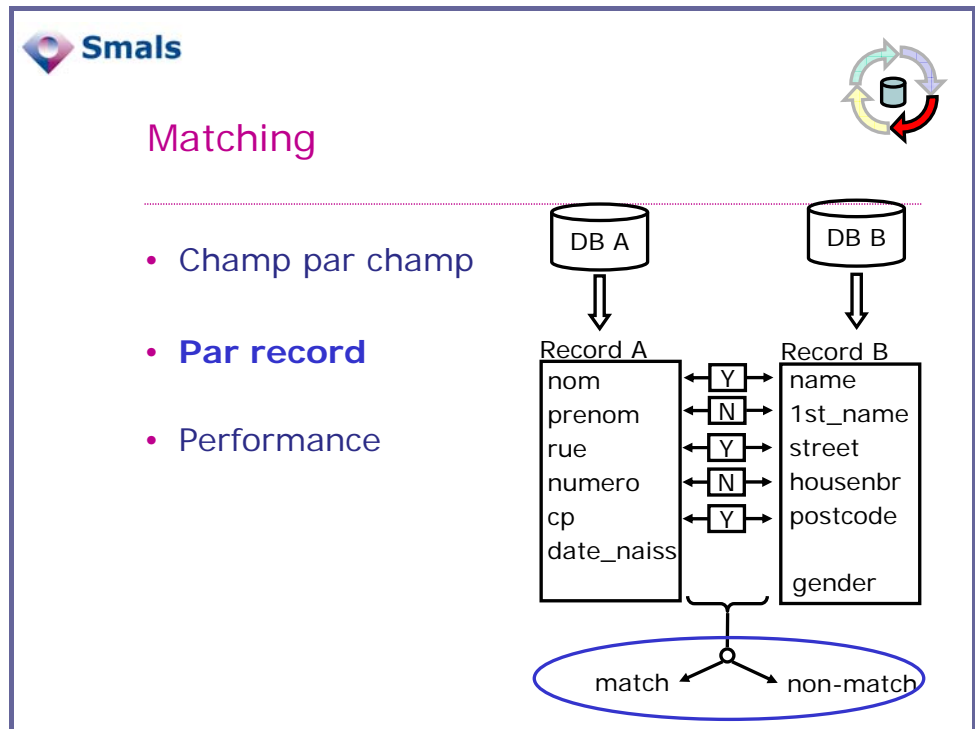 Smals
Matching
• Champ par champ
• Par record
• Performance
DB A
DB B
Record A
Record B
nom Y name
prenom N 1st_name
rue Y street
numero N housenbr
cp Y postcode
date_naiss
gender
match
non-match